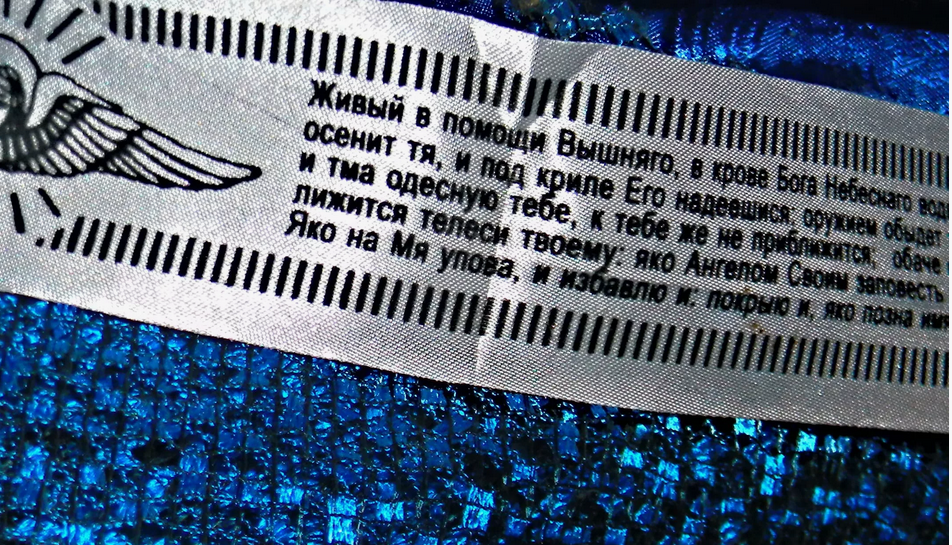 Живый в помощи Вышняго, в крове Бога Небеснаго
осенит тя, и под криле Его надеешися: оружием обыдет
и тма одесную тебе, к тебе же не приближится; обаче
лижится телеси твоему: яко Ангелом Своим заповесть
Яко на Мя упова, и избавлю и: покрыю и, яко позна